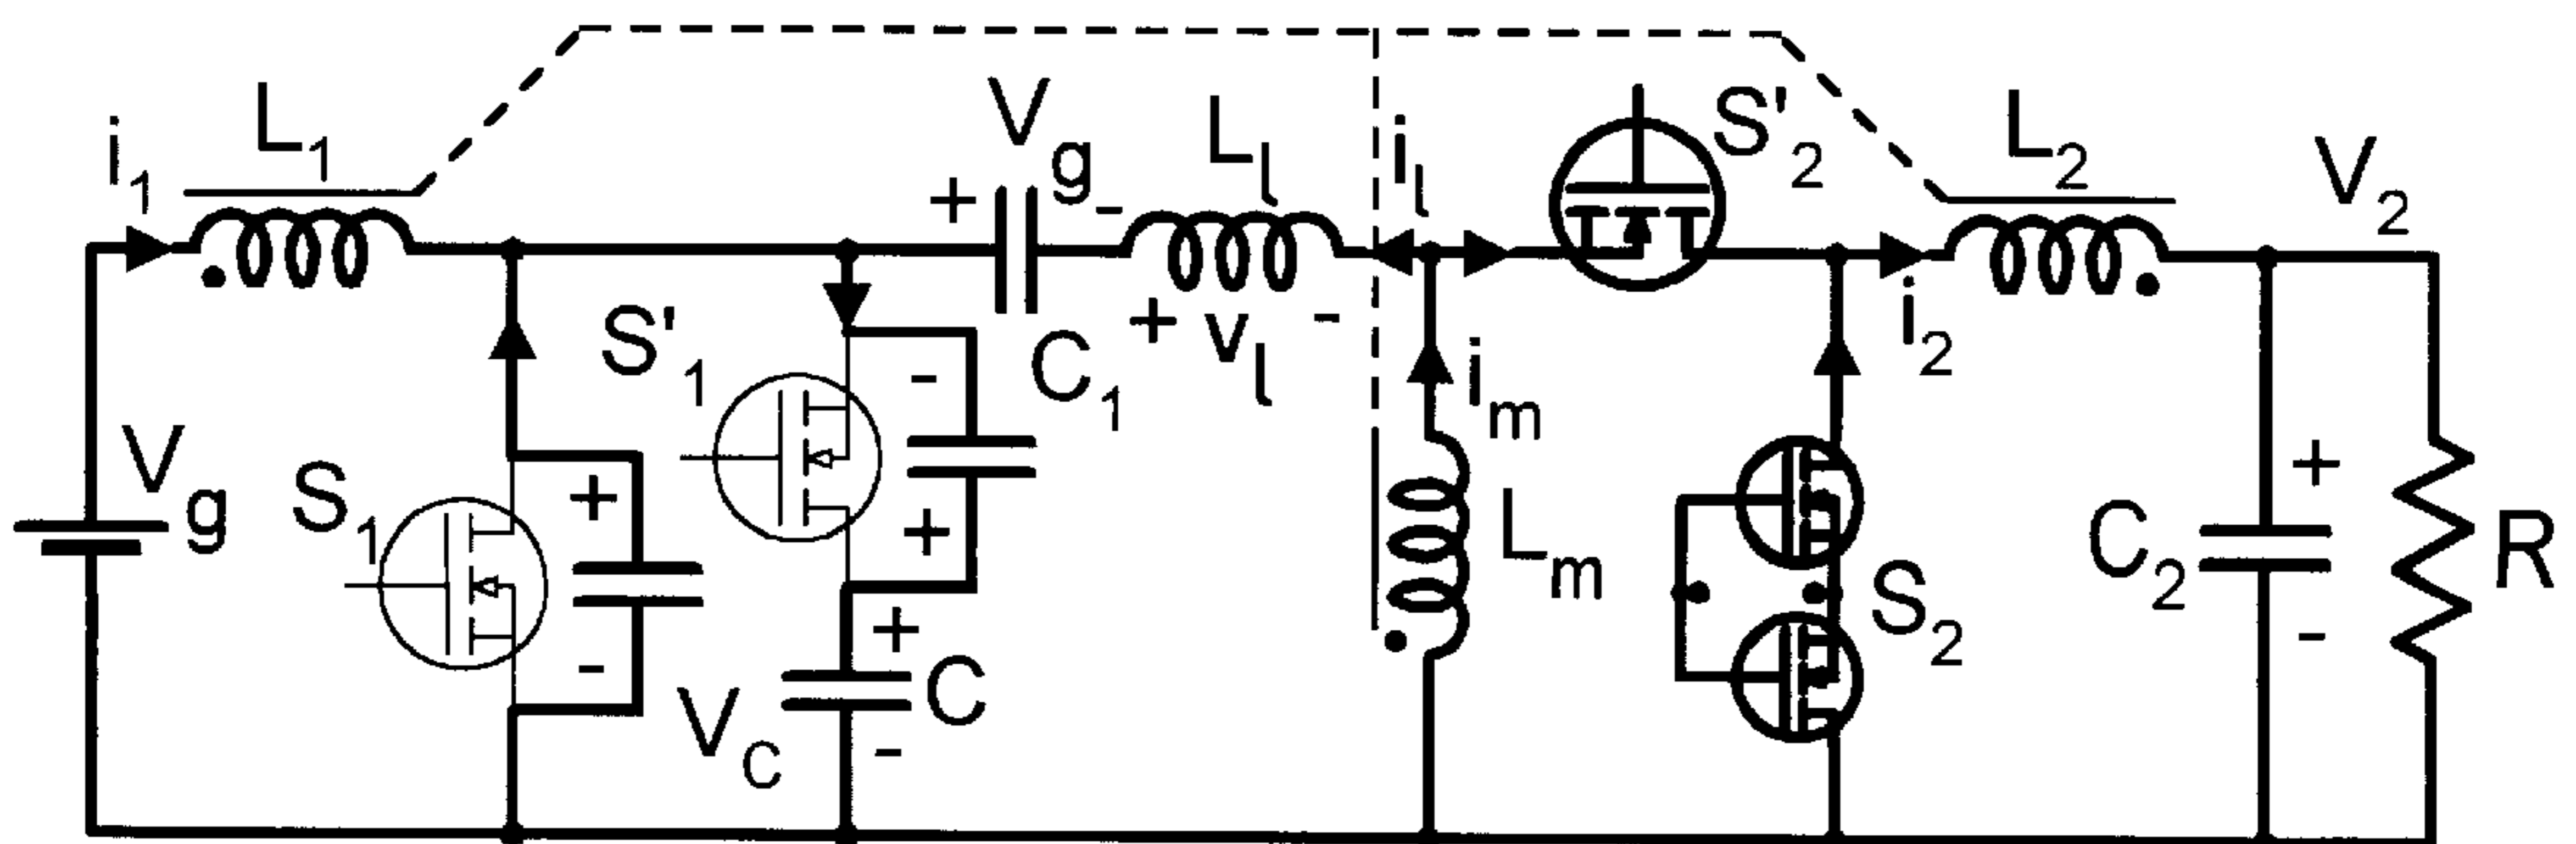 i1
L1
Vg
S1
S'1
+
-
-
+
VC
+
C
-
Vg
+
-
C1
Ll
+ vl -
il
im
Lm
S'2
S2
i2
L2
V2
C2
+
-
R